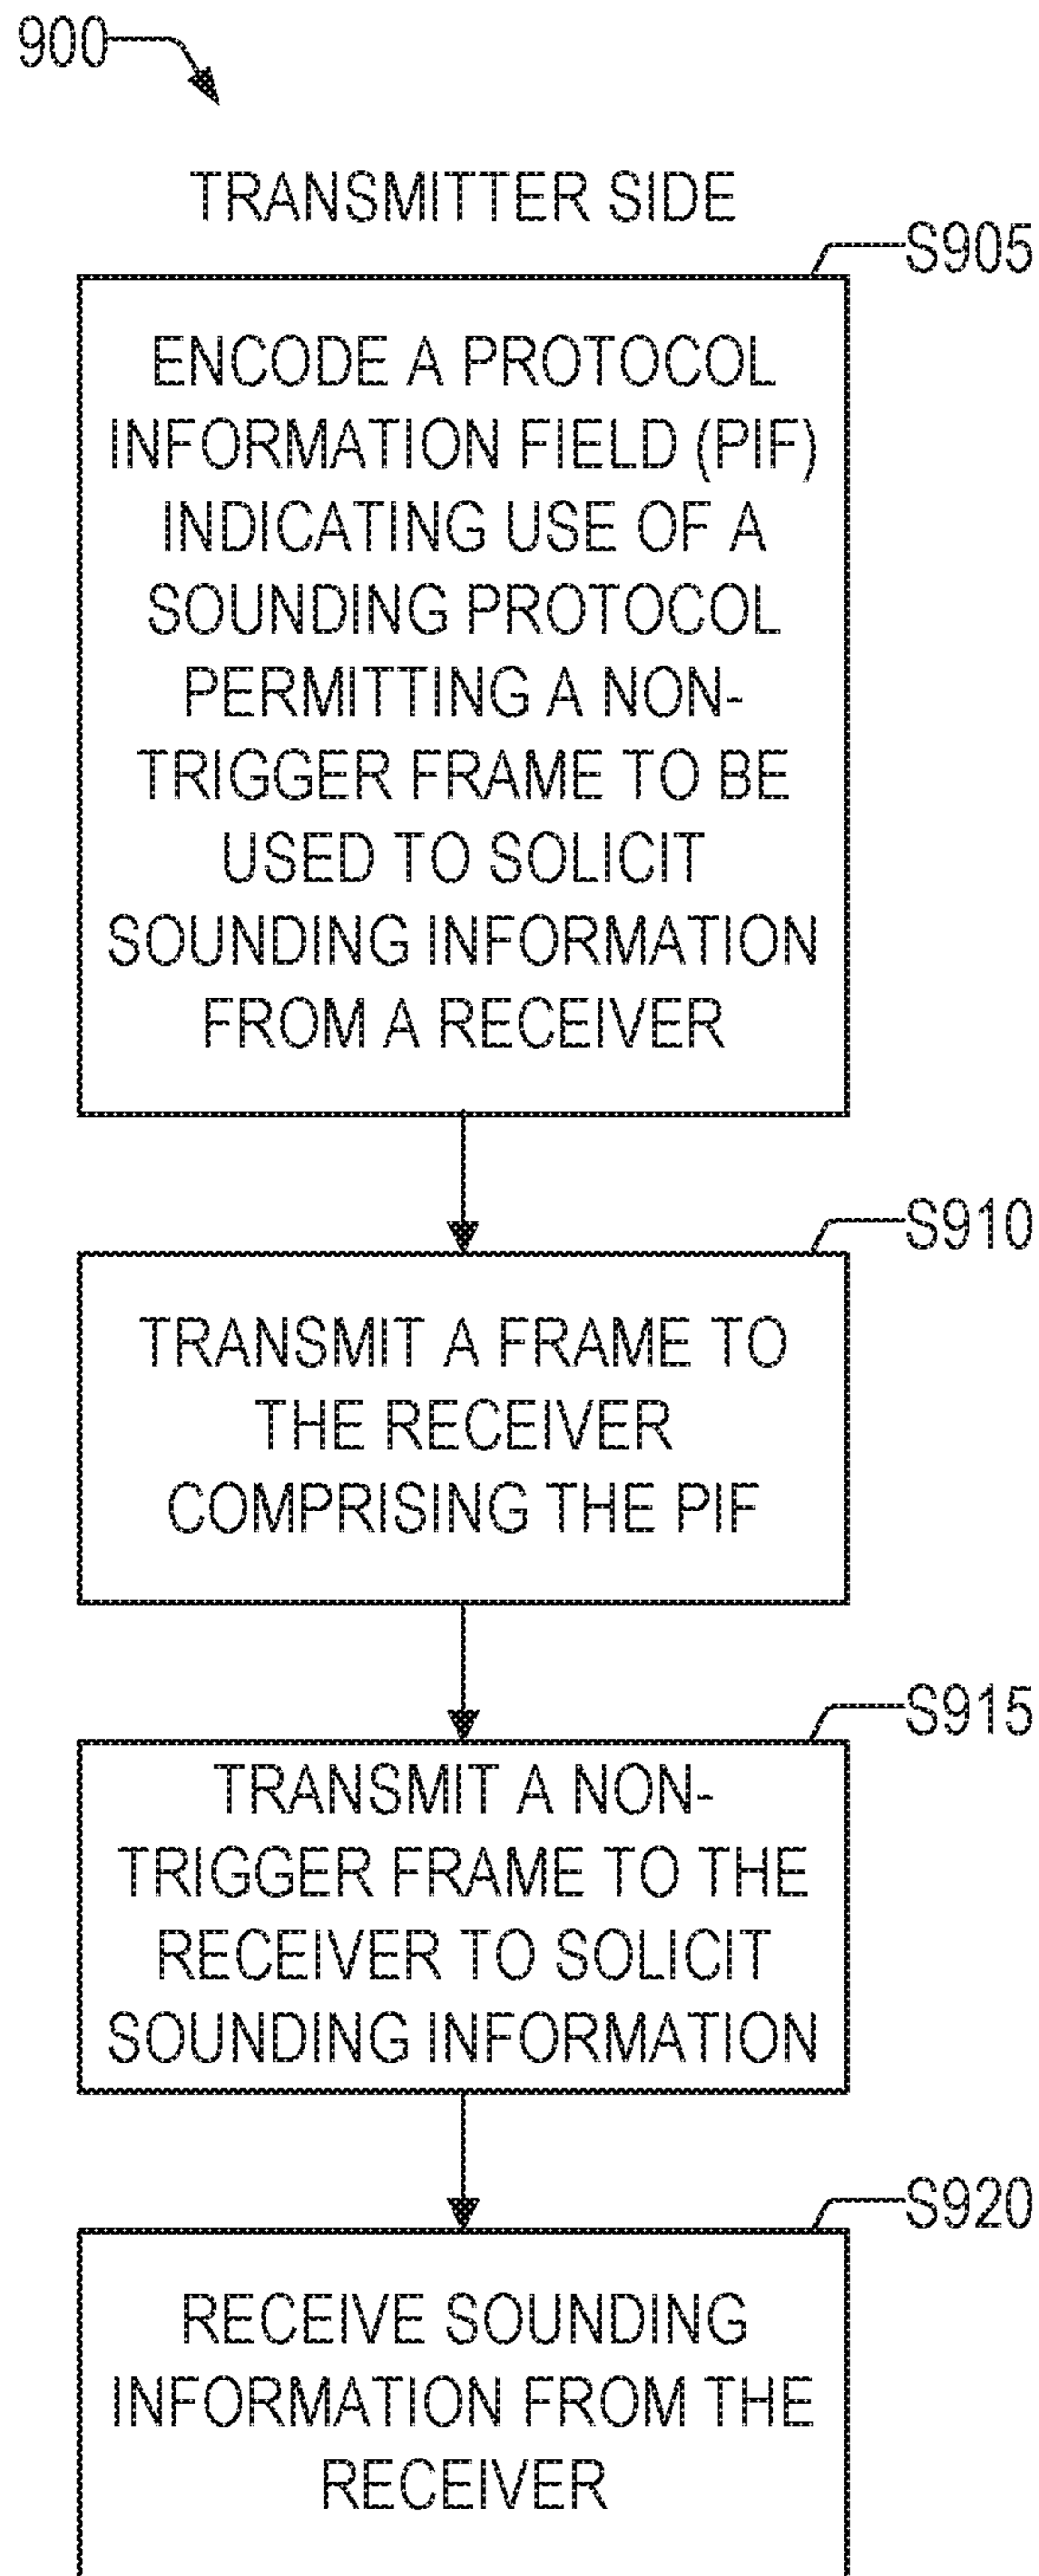 900
TRANSMITTER SIDE
S905
ENCODE A PROTOCOL
INFORMATION FIELD (PIF)
INDICATING USE OF A
SOUNDING PROTOCOL
PERMITTING A NON-
TRIGGER FRAME TO BE
USED TO SOLICIT
SOUNDING INFORMATION
FROM A RECEIVER
S910
TRANSMIT A FRAME TO
THE RECEIVER
COMPRISING THE PIF
S915
TRANSMIT A NON-
TRIGGER FRAME TO THE
RECEIVER TO SOLICIT
SOUNDING INFORMATION
S920
RECEIVE SOUNDING
INFORMATION FROM THE
RECEIVER